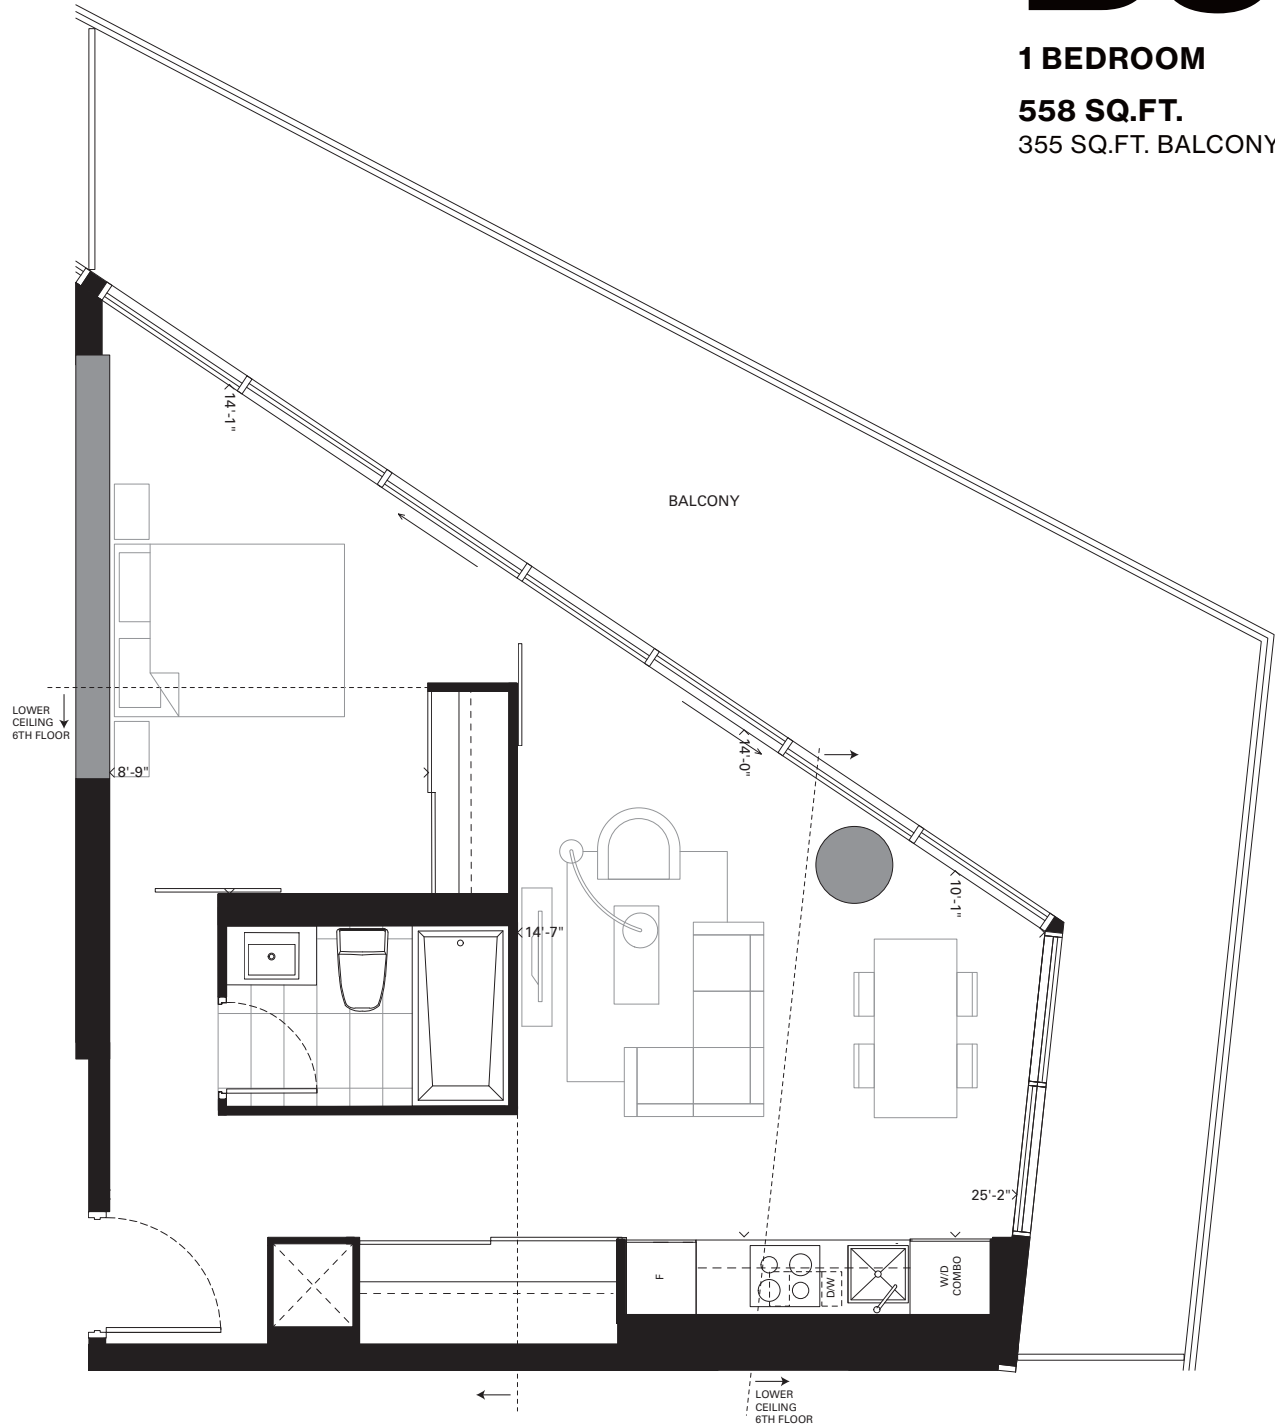 1 BEDROOM
558 SQ.FT.
355 SQ.FT. BALCONY
14'-1"
BALCONY
LOWER
CEILING
6TH FLOOR
8'-9"
14'-0"
10'-1"
14'-7"
25'-2"
F
D/W
W/D
COMBO
LOWER
CEILING
6TH FLOOR